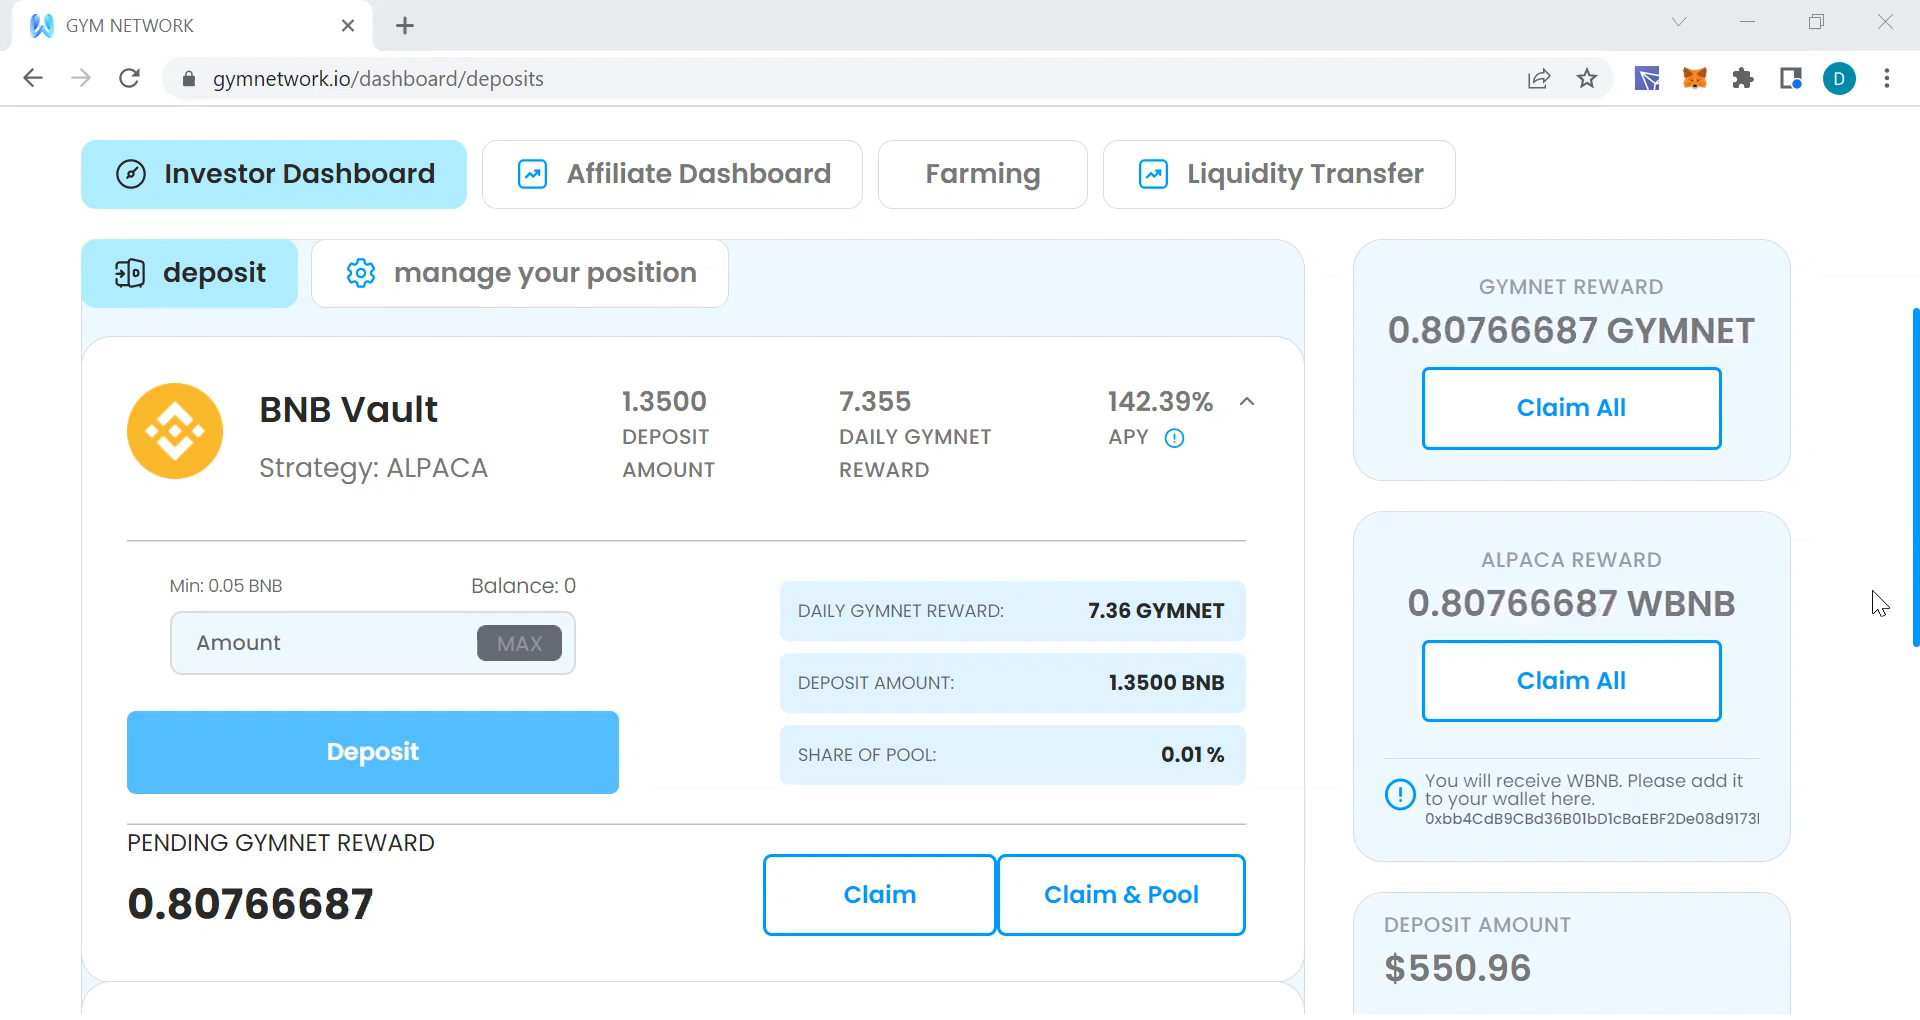 GYM NETWORK
gymnetwork.io/dashboard/deposits
D
Investor Dashboard
Affiliate Dashboard
Farming
Liquidity Transfer
deposit
manage your position
BNB Vault
Strategy: ALPACA
1.3500
DEPOSIT
AMOUNT
7.355
DAILY GYMNET
REWARD
142.39%
APY
Min: 0.05 BNB
Balance: 0
Amount
MAX
Deposit
DAILY GYMNET REWARD:
7.36 GYMNET
DEPOSIT AMOUNT:
1.3500 BNB
SHARE OF POOL:
0.01 %
PENDING GYMNET REWARD
0.80766687
Claim
Claim & Pool
GYMNET REWARD
0.80766687 GYMNET
Claim All
ALPACA REWARD
0.80766687 WBNB
Claim All
You will receive WBNB. Please add it
to your wallet here.
0xbb4CdB9CBd36B01bD1cBaEBF2De08d9173
DEPOSIT AMOUNT
$550.96